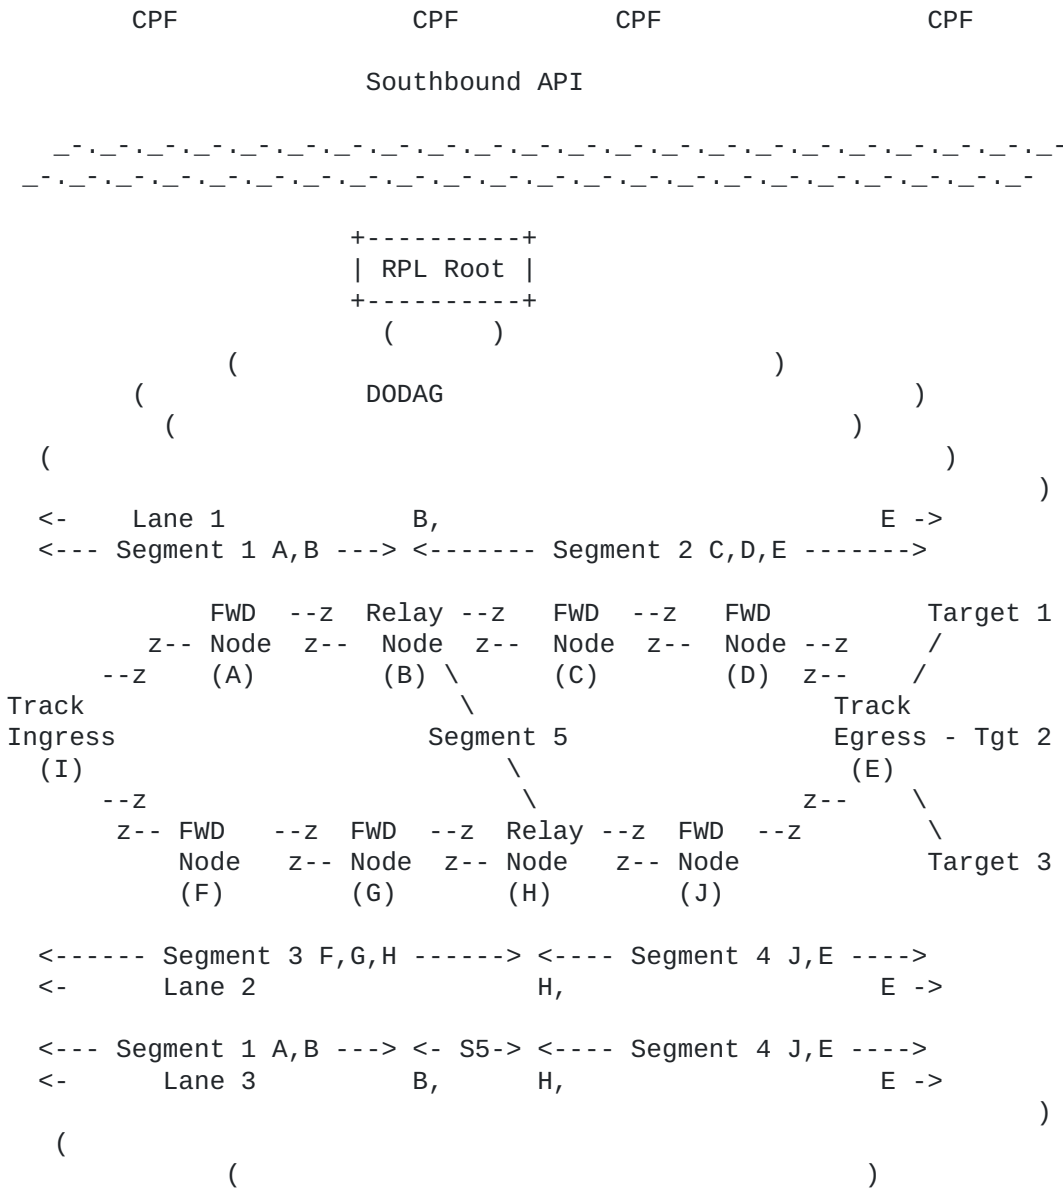 CPF CPF CPF CPF
Southbound API
_-._-._-._-._-._-._-._-._-._-._-._-._-._-._-._-._-._-._-._-._-._-
_-._-._-._-._-._-._-._-._-._-._-._-._-._-._-._-._-._-._-._-._-._-
+----------+
| RPL Root |
+----------+
( )
( )
( DODAG )
( )
( )
)
<- Lane 1 B, E ->
<--- Segment 1 A,B ---> <------- Segment 2 C,D,E ------->
FWD --z Relay --z FWD --z FWD Target 1
z-- Node z-- Node z-- Node z-- Node --z /
--z (A) (B) \ (C) (D) z-- /
Track \ Track
Ingress Segment 5 Egress - Tgt 2
(I) \ (E)
--z \ z-- \
z-- FWD --z FWD --z Relay --z FWD --z \
Node z-- Node z-- Node z-- Node Target 3
(F) (G) (H) (J)
<------ Segment 3 F,G,H ------> <---- Segment 4 J,E ---->
<- Lane 2 H, E ->
<--- Segment 1 A,B ---> <- S5-> <---- Segment 4 J,E ---->
<- Lane 3 B, H, E ->
)
(
( )